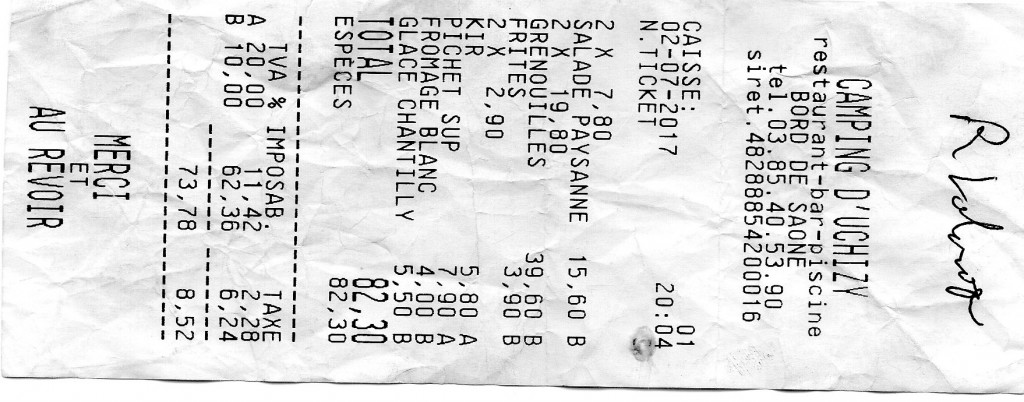 R
CAMPING D'UCHIZY
restaurant-bar-piscine
BORD DE SAONE
tel.03.85.40.53.90
siret.48288854200016
CAISSE: 01
02-07-2017 20:04
N.TICKET
2 X 7,80
SALADE PAYSANNE 15,60 B
2 X 19,80
GRENOUILLES 39,60 B
FRITES 3,90 B
2 X 2,90
KIR 5,80 A
PICHET SUP 7,90 A
FROMAGE BLANC 4,00 B
GLACE CHANTILLY 5,50 B
TOTAL 82,30
ESPÈCES 82,30
TVA % IMPOSAB. TAXE
A 20,00 11,42 2,28
B 10,00 62,36 6,24
73,78 8,52
MERCI
ET
AU REVOIR